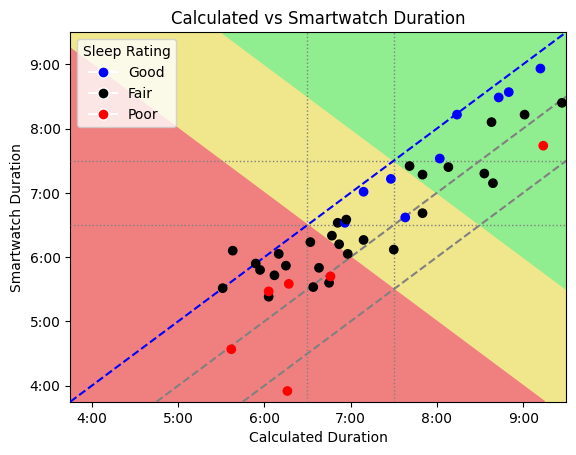 Calculated vs Smartwatch Duration
Sleep Rating
Good
Fair
Poor
9:00
8:00
7:00
6:00
5:00
4:00
Smartwatch Duration
4:00 5:00 6:00 7:00 8:00 9:00
Calculated Duration